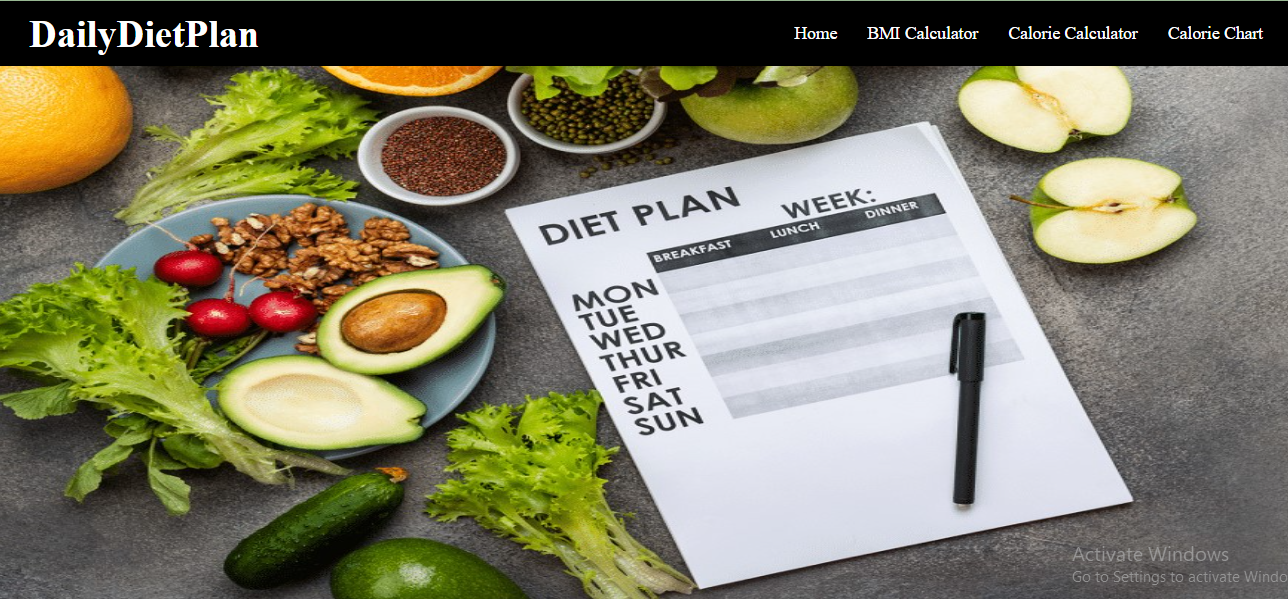 DailyDietPlan
Home BMI Calculator Calorie Calculator Calorie Chart
DIET PLAN WEEK:
BREAKFAST LUNCH DINNER
MON
TUE
WED
THUR
FRI
SAT
SUN
Activate Windows
Go to Settings to activate Windo